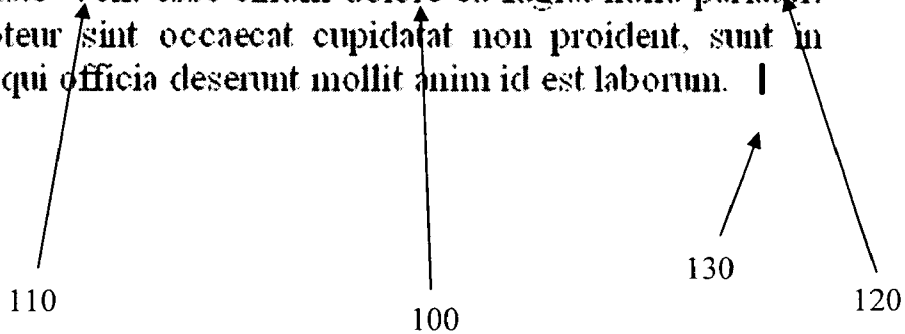 teur sint occaecat cupidatat non proident, sunt in
qui officia deserunt mollit anim id est laborum.
130
110
120
100